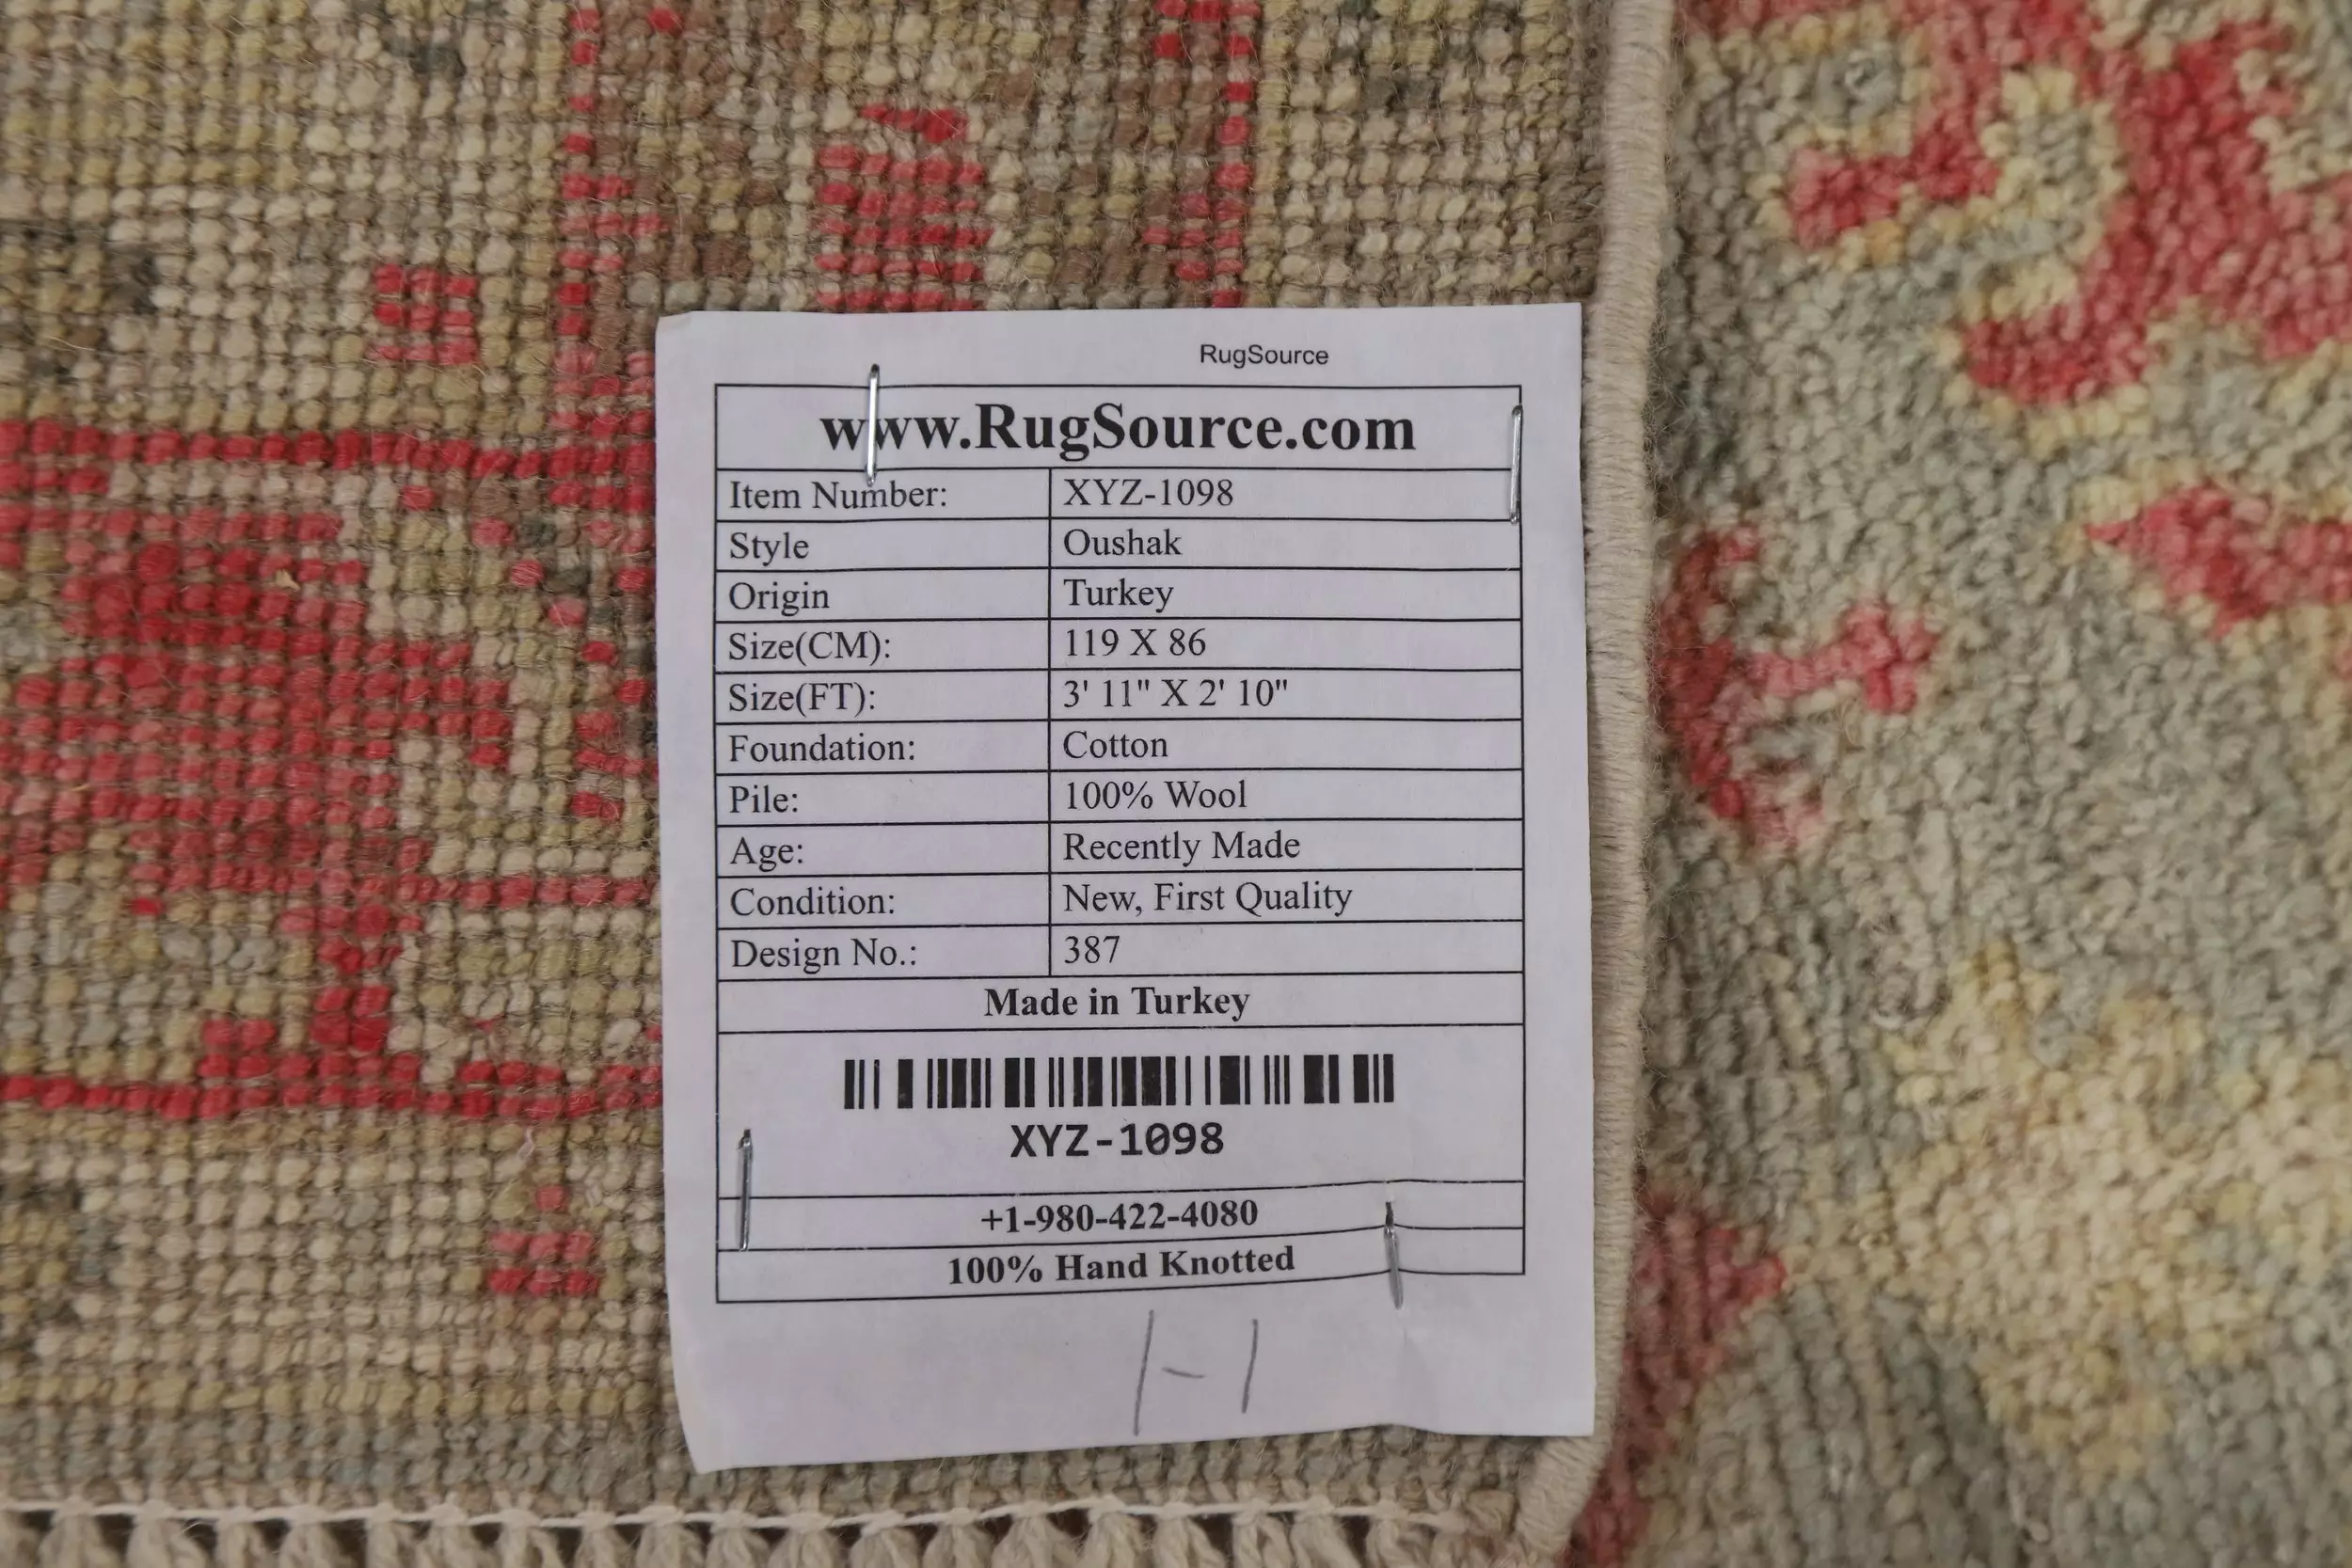 RugSource
www.RugSource.com
Item Number: XYZ-1098
Style Oushak
Origin Turkey
Size(CM): 119 X 86
Size(FT): 3' 11" X 2' 10"
Foundation: Cotton
Pile: 100% Wool
Age: Recently Made
Condition: New, First Quality
Design No.: 387
Made in Turkey
XYZ-1098
+1-980-422-4080
100% Hand Knotted
1-1